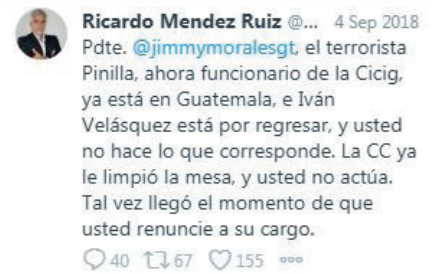 Ricardo Mendez Ruiz @... 4 Sep 2018
Pdte. @jimmymoralesgt, el terrorista
Pinilla, ahora funcionario de la Cicig,
ya está en Guatemala, e Iván
Velásquez está por regresar, y usted
no hace lo que corresponde. La CC ya
le limpió la mesa, y usted no actúa.
Tal vez llegó el momento de que
usted renuncie a su cargo.
40 67 155